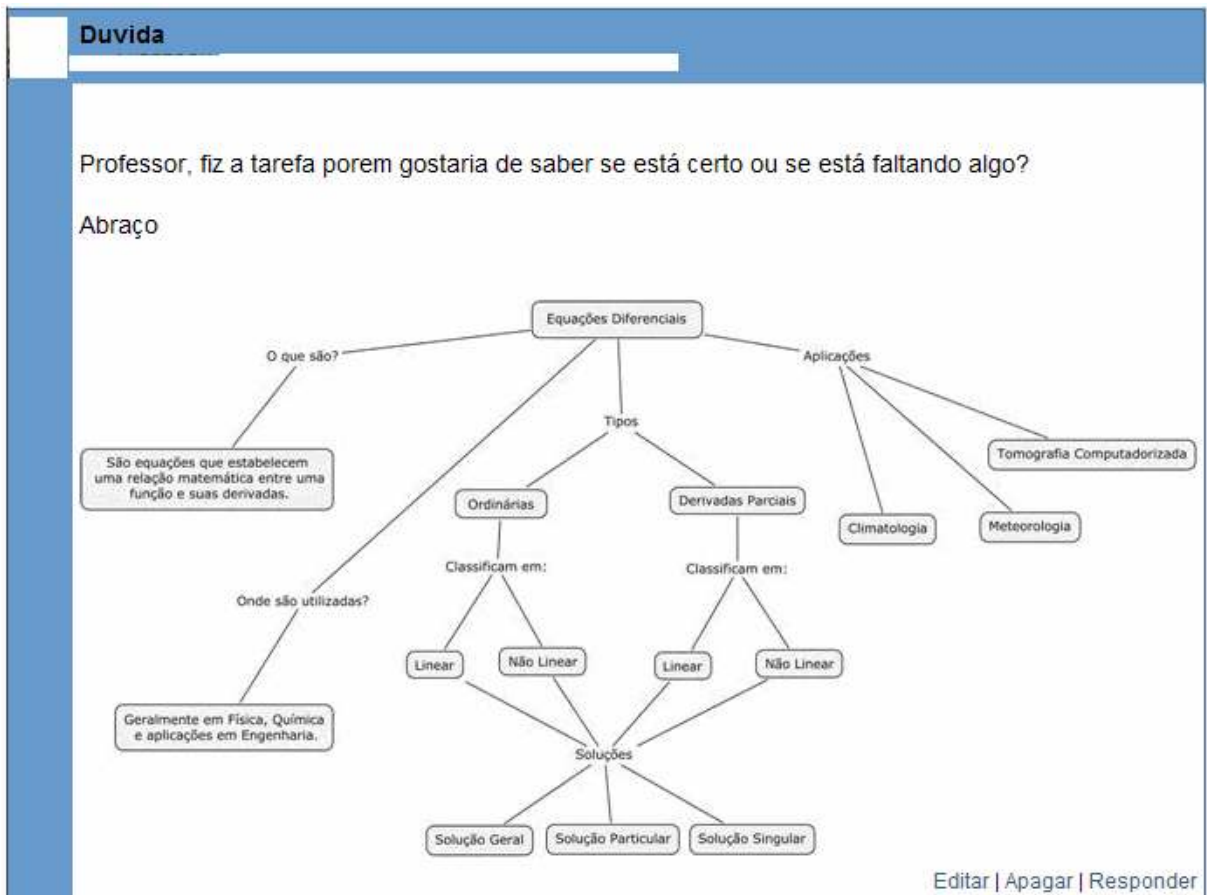 Duvida
Professor, fiz a tarefa porem gostaria de saber se está certo ou se está faltando algo?
Abraço
Equações Diferenciais
O que são?
Aplicações
Tipos
São equações que estabelecem
uma relação matemática entre uma
função e suas derivadas.
Tomografia Computadorizada
Ordinárias
Derivadas Parciais
Climatologia
Meteorologia
Classificam em:
Classificam em:
Onde são utilizadas?
Linear
Não Linear
Linear
Não Linear
Geralmente em Física, Química
e aplicações em Engenharia.
Soluções
Solução Geral
Solução Particular
Solução Singular
Editar | Apagar | Responder